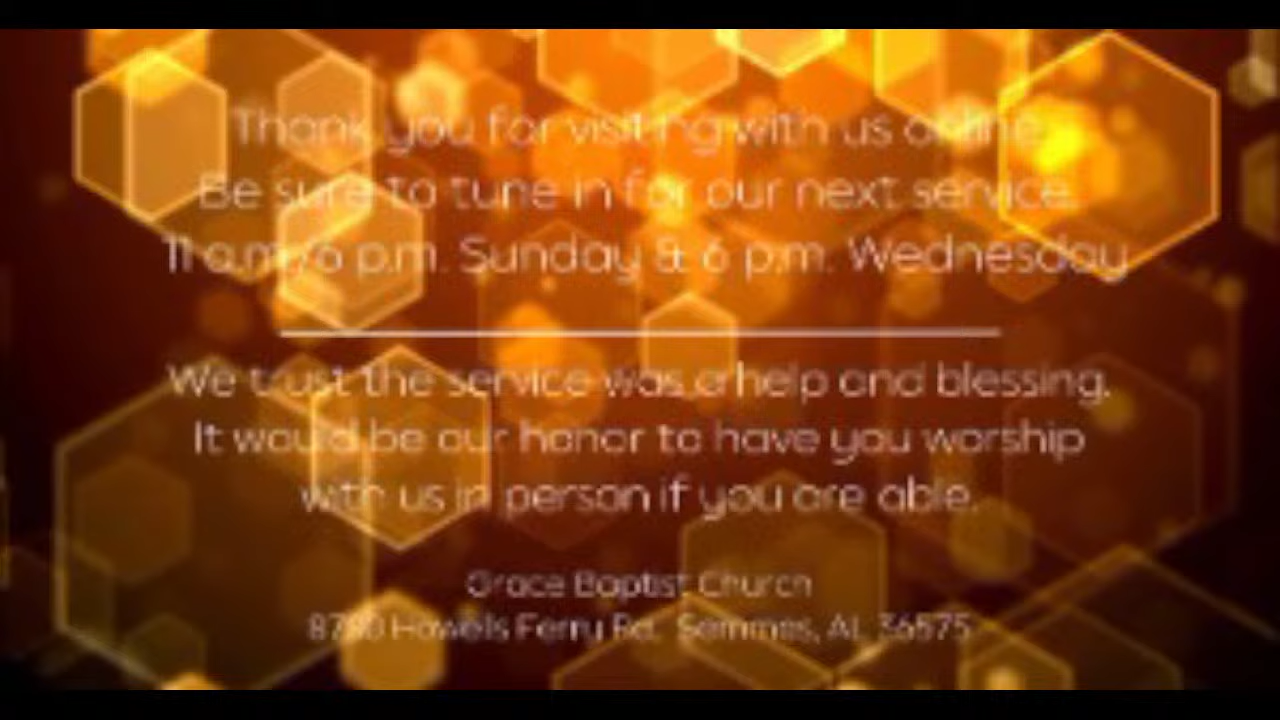 Thank you for visiting with us online.
Be sure to tune in for our next service.
11 a.m./6 p.m. Sunday & 6 p.m. Wednesday
We trust the service was a help and blessing.
It would be our honor to have you worship
with us in person if you are able.
Grace Baptist Church
Howells Ferry Rd. Semmes, AL 36575